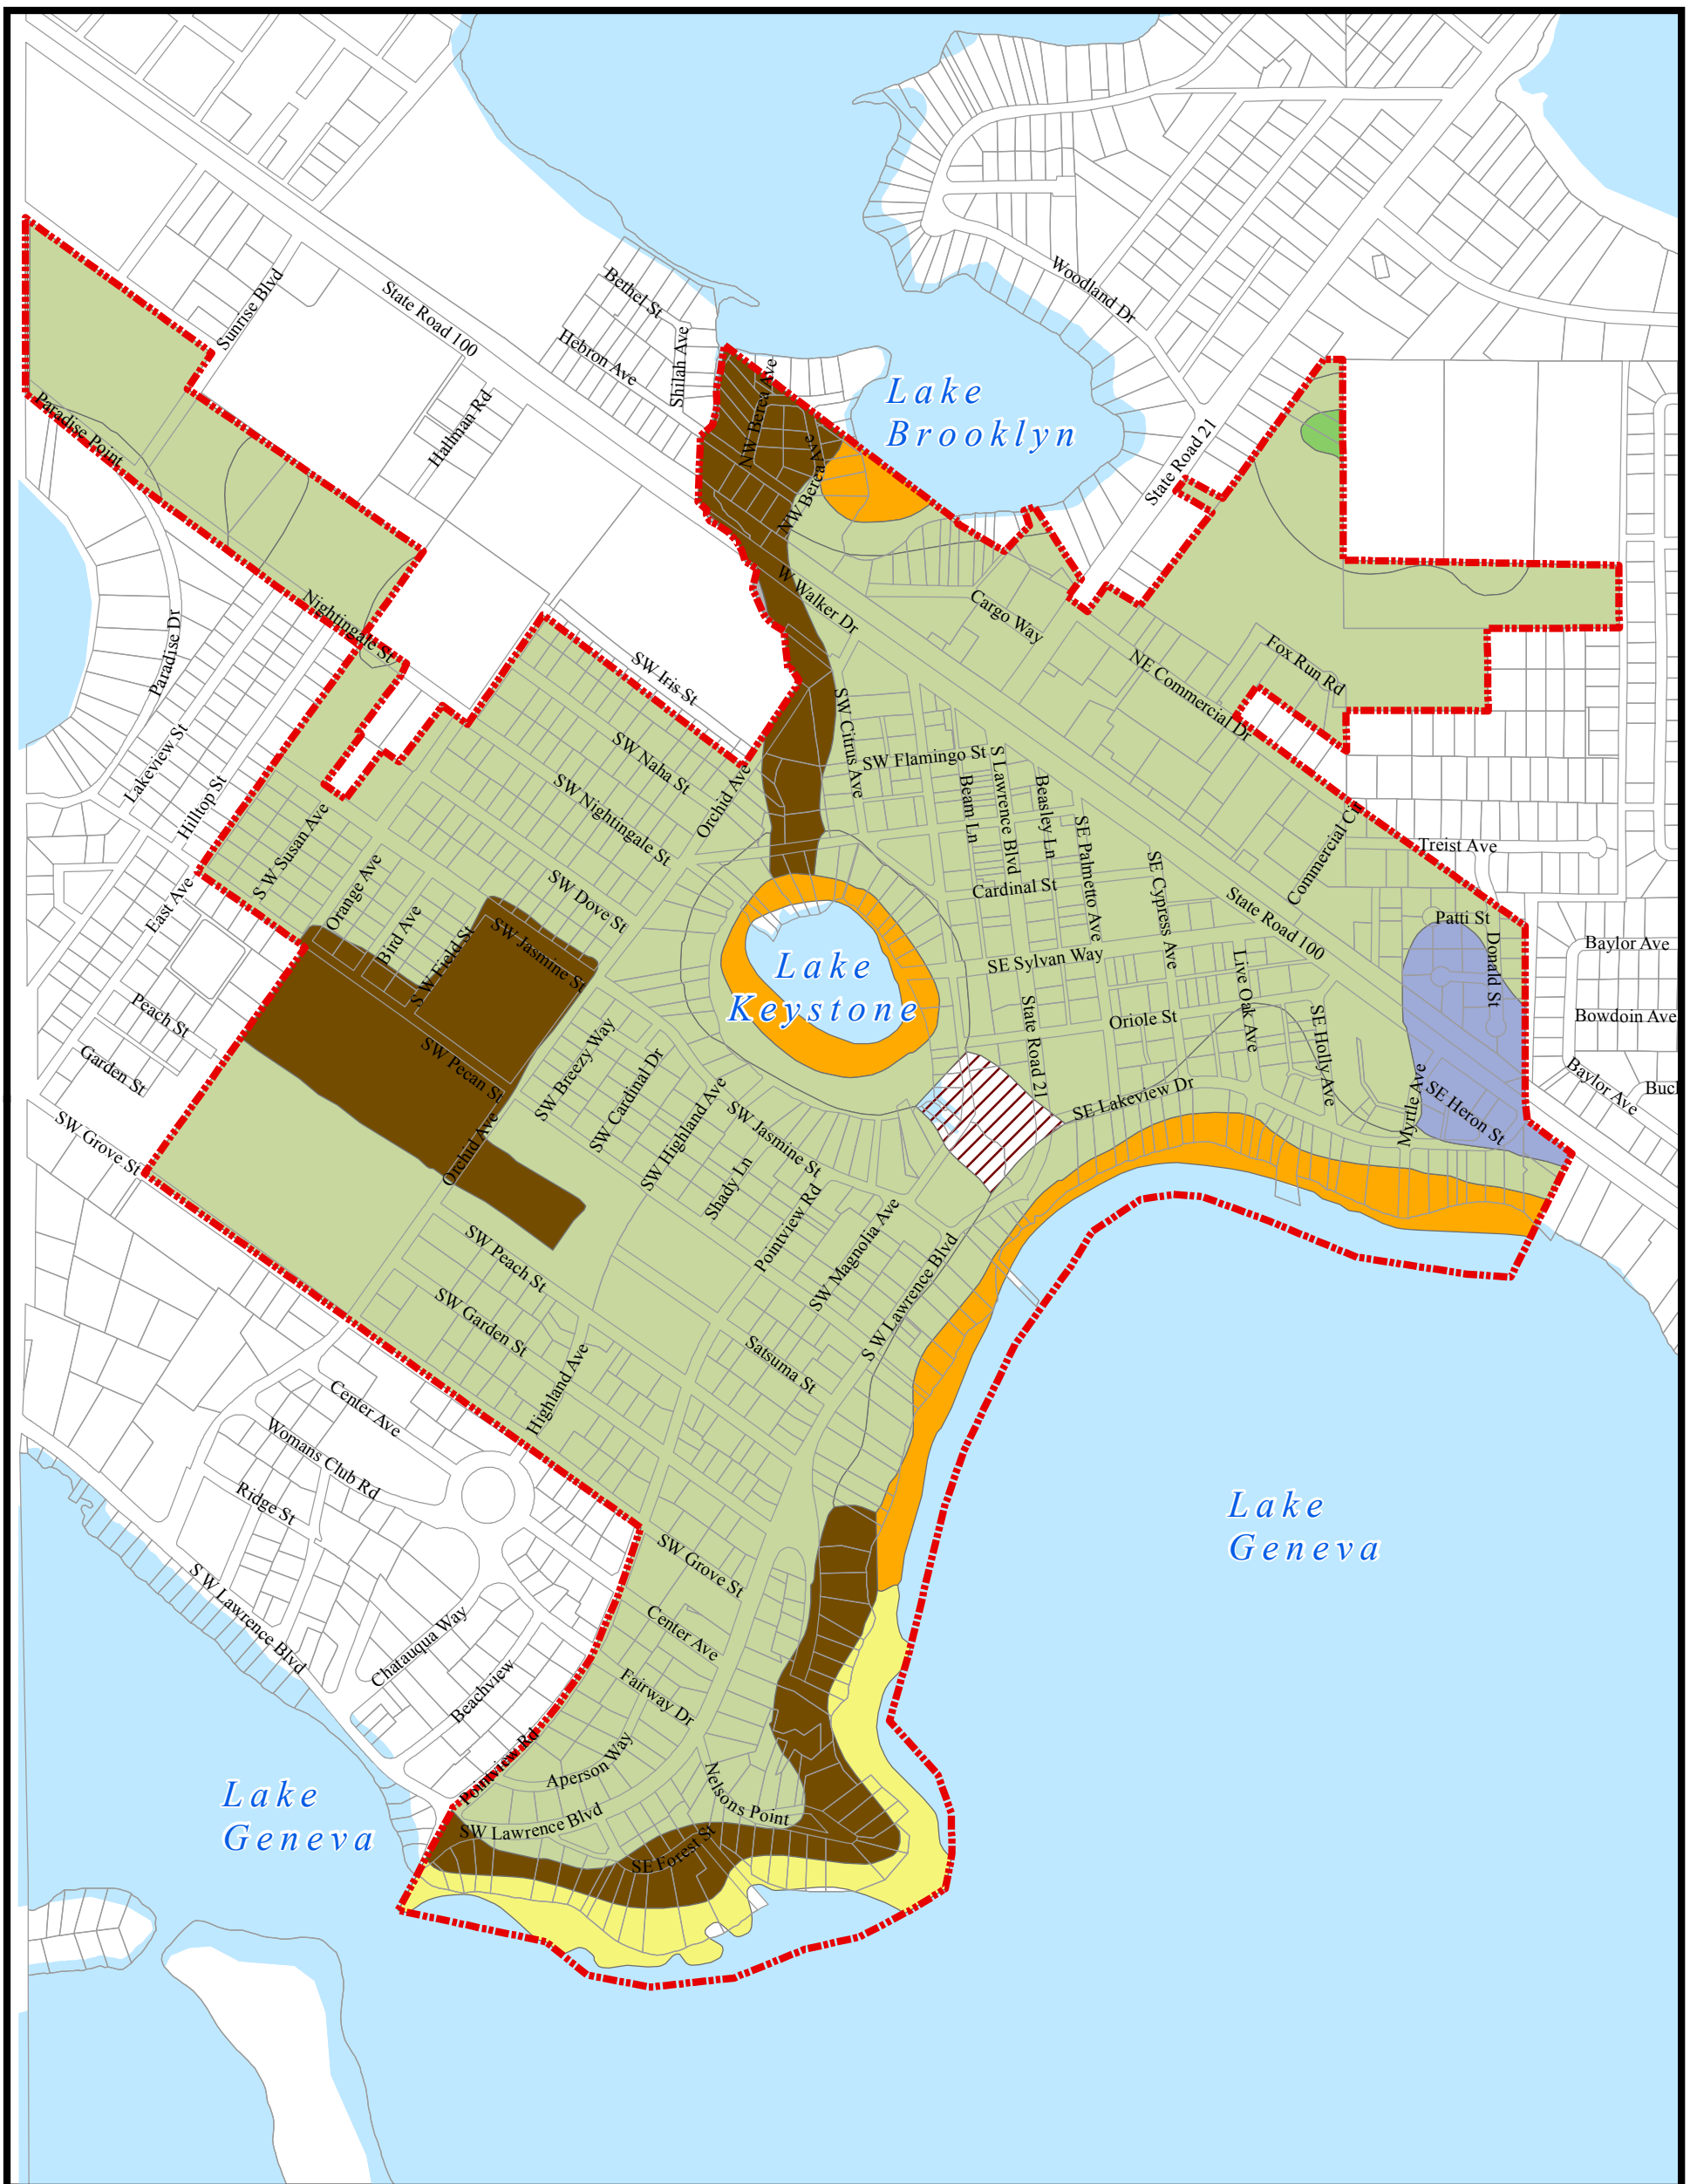 Woodland Dr
Bethel St
Sunrise Blvd
State Road 100
Hebron Ave
Shilah Ave
NW Berea Ave
Lake
Brooklyn
Hallman Rd
Paradise Point
NW Berea Ave
State Road 21
W Walker Dr
Cargo Way
Nightingale St
Paradise Dr
SW Iris St
Fox Run Rd
NE Commercial Dr
SW Citrus Ave
SW Naha St
SW Flamingo St
S Lawrence Blvd
Beam Ln
Beasley Ln
Lakeview St
Hilltop St
SW Nightingale St
Orchid Ave
SE Palmetto Ave
S W Susan Ave
Orange Ave
SE Cypress Ave
Treist Ave
East Ave
SW Dove St
Cardinal St
State Road 100
Patti St
Bird Ave
S W Field St
SW Jasmine St
Lake
Keystone
SE Sylvan Way
Live Oak Ave
Donald St
Baylor Ave
Peach St
State Road 21
Oriole St
SE Holly Ave
Bowdoin Ave
Garden St
SW Pecan St
SW Breezy Way
SW Cardinal Dr
SW Highland Ave
SW Jasmine St
SE Lakeview Dr
Myrtle Ave
SE Heron St
Baylor Ave
SW Grove St
Orchid Ave
Shady Ln
Pointview Rd
SW Magnolia Ave
SW Peach St
SW Garden St
S W Lawrence Blvd
Satsuma St
Highland Ave
Center Ave
Womans Club Rd
Ridge St
Lake
Geneva
SW Grove St
S W Lawrence Blvd
Chatauqua Way
Center Ave
Beachview
Fairway Dr
Pointview Rd
Aperson Way
Nelsons Point
Lake
Geneva
SW Lawrence Blvd
SE Forest St